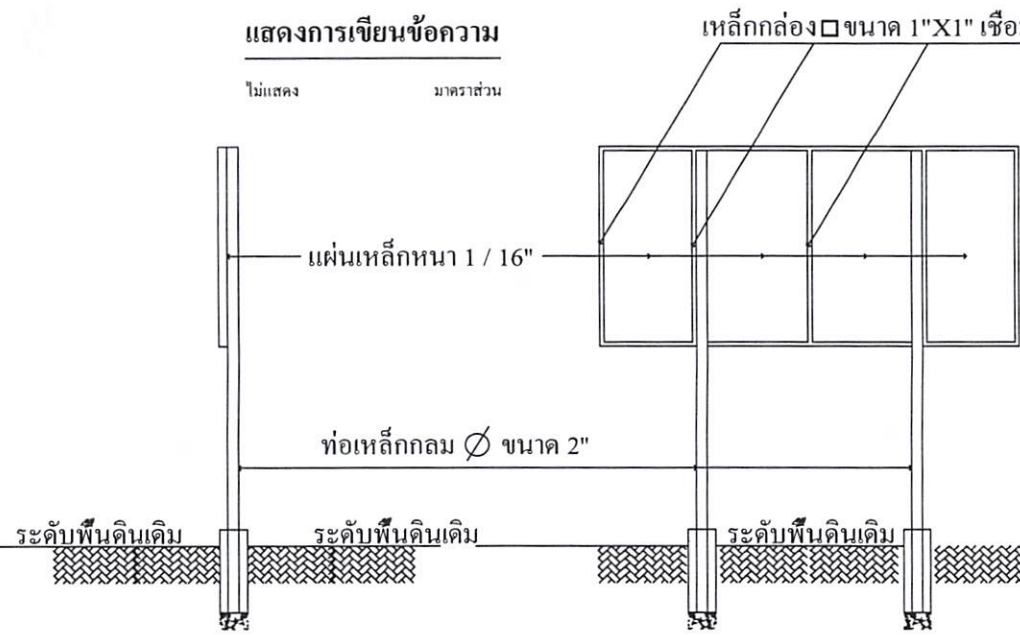 แสดงการเขียนข้อความ
เหล็กกล่อง ขนาด 1"X1"
ไม่แสดง มาตราส่วน
แผ่นเหล็กหนา 1 / 16"
ท่อเหล็กกลม ∅ ขนาด 2"
ระดับพื้นดินเดิม ระดับพื้นดินเดิม ระดับพื้นดินเดิม